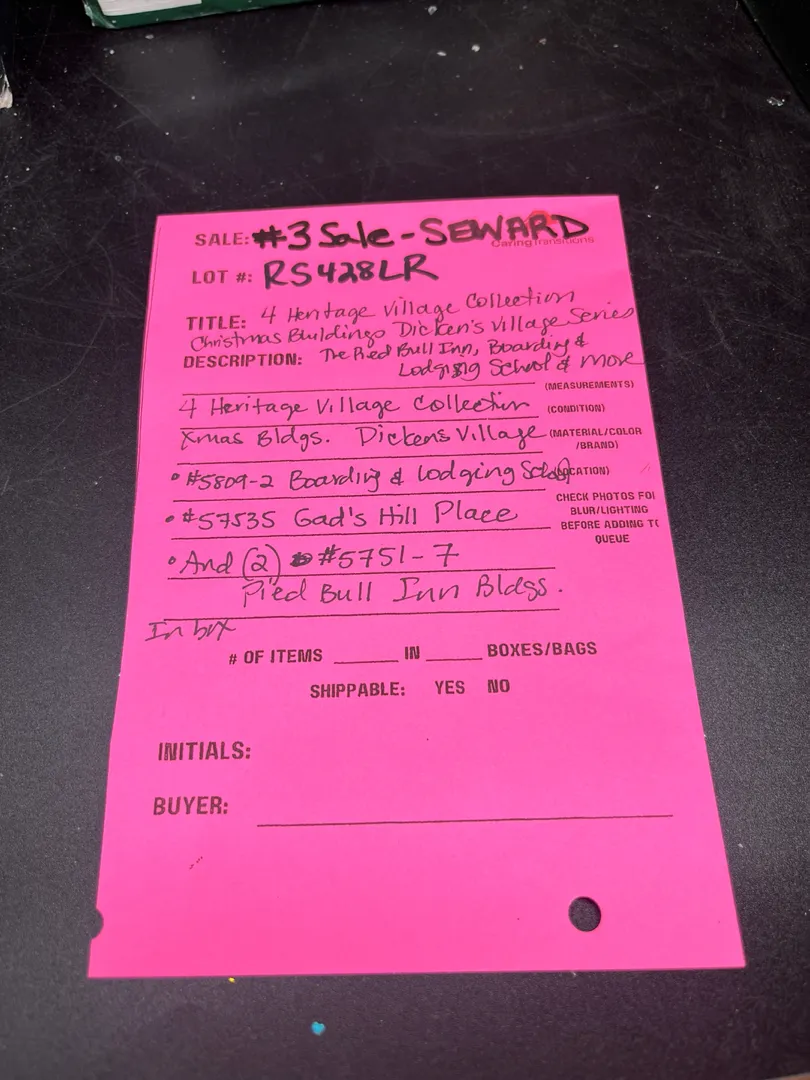 SALE: #3 Sale - SEWARD
CaringTransitions
LOT #: RS428LR
TITLE: 4 Heritage Village Collection
Christmas Buildings Dicken's Village Series
DESCRIPTION: The Pied Bull Inn, Boarding &
Lodging School & more
(MEASUREMENTS)
4 Heritage Village Collection (CONDITION)
Xmas Bldgs. Dickens Village (MATERIAL/COLOR
/BRAND)
• #5809-2 Boarding & Lodging School (LOCATION)
CHECK PHOTOS FOR
• #57535 Gad's Hill Place BLUR/LIGHTING
BEFORE ADDING TO
QUEUE
• And (2) #5751-7
Pied Bull Inn Bldgs.
In box
# OF ITEMS ______ IN ______ BOXES/BAGS
SHIPPABLE: YES NO
INITIALS:
BUYER: